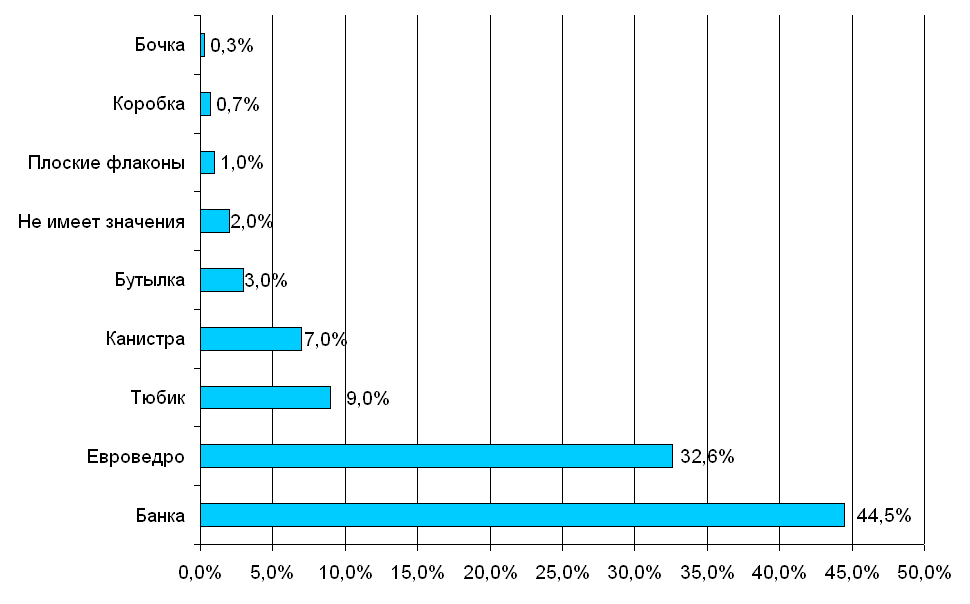 Бочка 0,3%
Коробка 0,7%
Плоские флаконы 1,0%
Не имеет значения 2,0%
Бутылка 3,0%
Канистра 7,0%
Тюбик 9,0%
Евроведро 32,6%
Банка 44,5%
0,0% 5,0% 10,0% 15,0% 20,0% 25,0% 30,0% 35,0% 40,0% 45,0% 50,0%